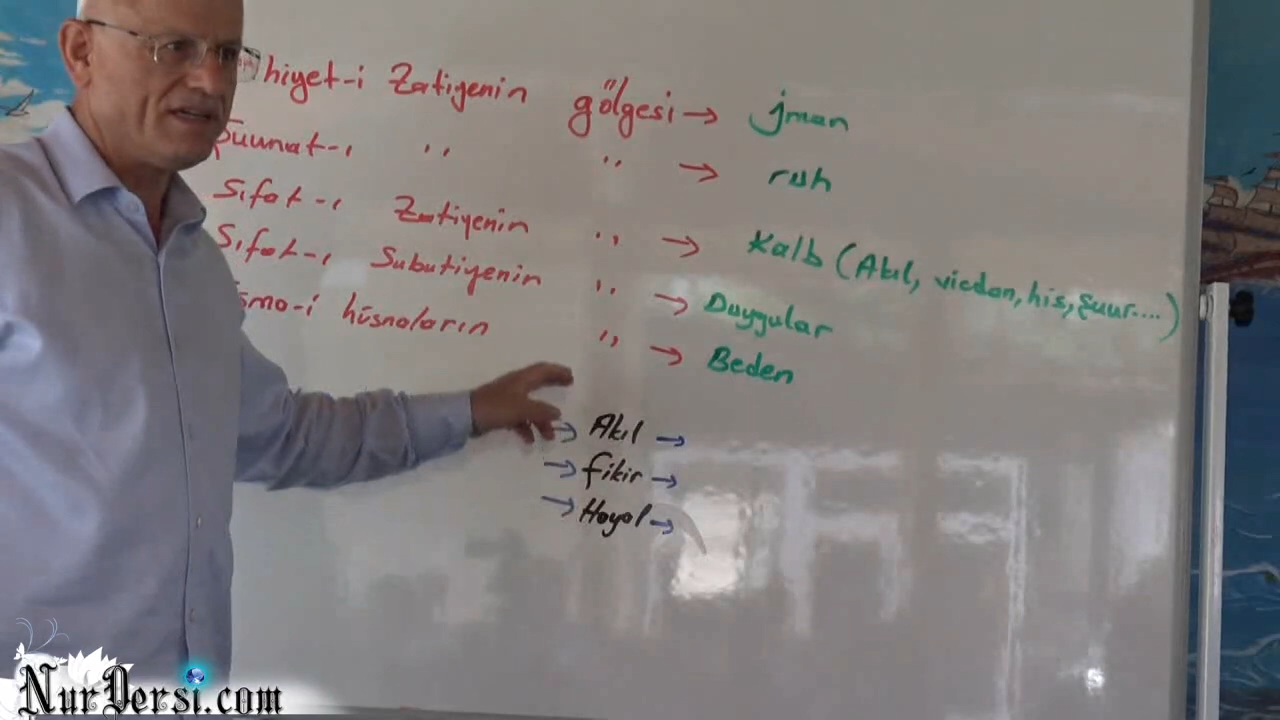 hiyet-i Zatiyenin gölgesi → iman
Şuunat-ı " " → ruh
Sıfat-ı Zatiyenin " → Kalb (Akıl, vicdan, his, şuur....)
Sıfat-ı Subutiyenin " → Duygular
Esma-i hüsnaların " → Beden
→ Akıl →
→ fikir →
→ Hayal →
NurDersi.com